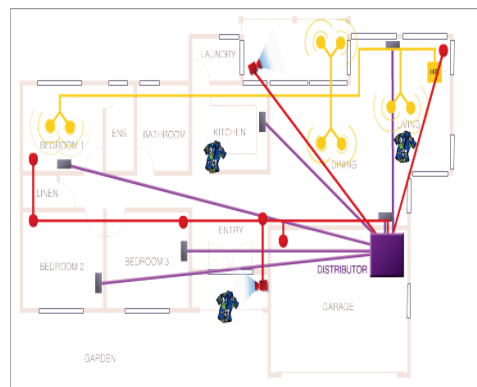 LAUNDRY
BEDROOM 1
ENS
BATHROOM
KITCHEN
DINING
LIVING
LINEN
ENTRY
BEDROOM 2
BEDROOM 3
DISTRIBUTOR
GARAGE
GARDEN